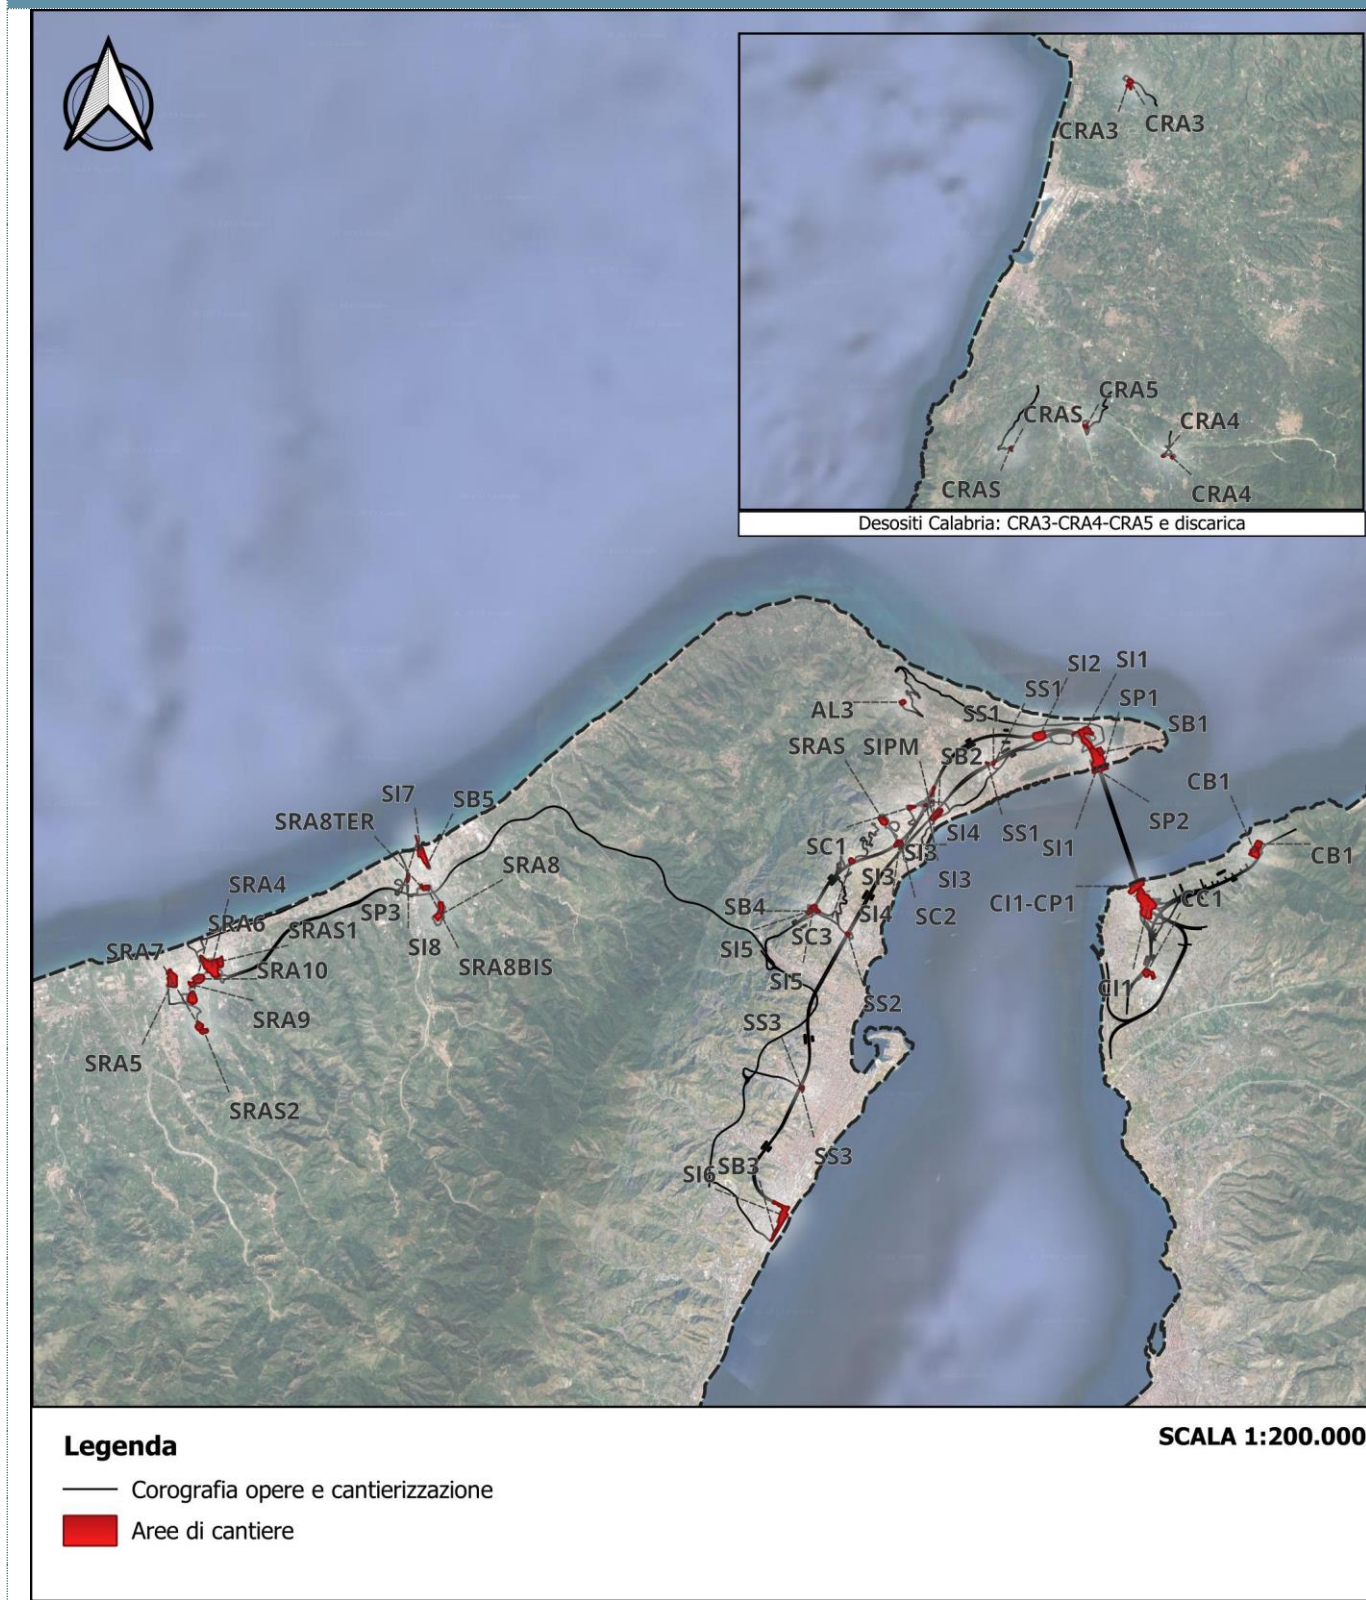 CRA3
CRA3
CRA5
CRAS
CRA4
CRAS
CRA4
Desositi Calabria: CRA3-CRA4-CRA5 e discarica
SI2
SI1
SS1
SP1
AL3
SS1
SB1
SRAS
SIPM
SB2
CB1
SI7
SB5
SRA8TER
SP2
SS1
SI4
SI1
SC1
SI3
CB1
SRA8
SI3
SI3
SRA4
CI1-CP1
CC1
SB4
SI4
SC2
SP3
SRA6
SRAS1
SC3
SRA7
SI8
SI5
SRA8BIS
SRA10
SI5
CI1
SS2
SRA9
SS3
SRA5
SRAS2
SS3
SI6
SB3
Legenda
SCALA 1:200.000
Corografia opere e cantierizzazione
Aree di cantiere